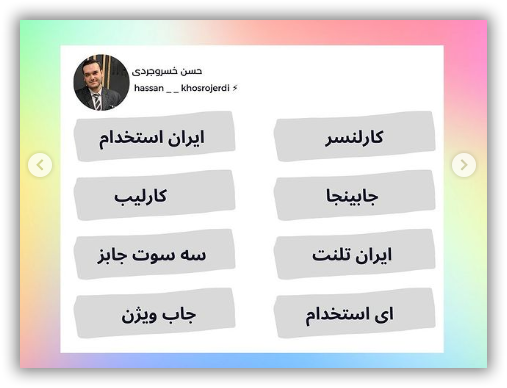 حسن خسروجردی
hassan _ _ khosrojerdi ⚡
کارلنسر
ایران استخدام
جابینجا
کارلیب
ایران تلنت
سه سوت جابز
ای استخدام
جاب ویژن